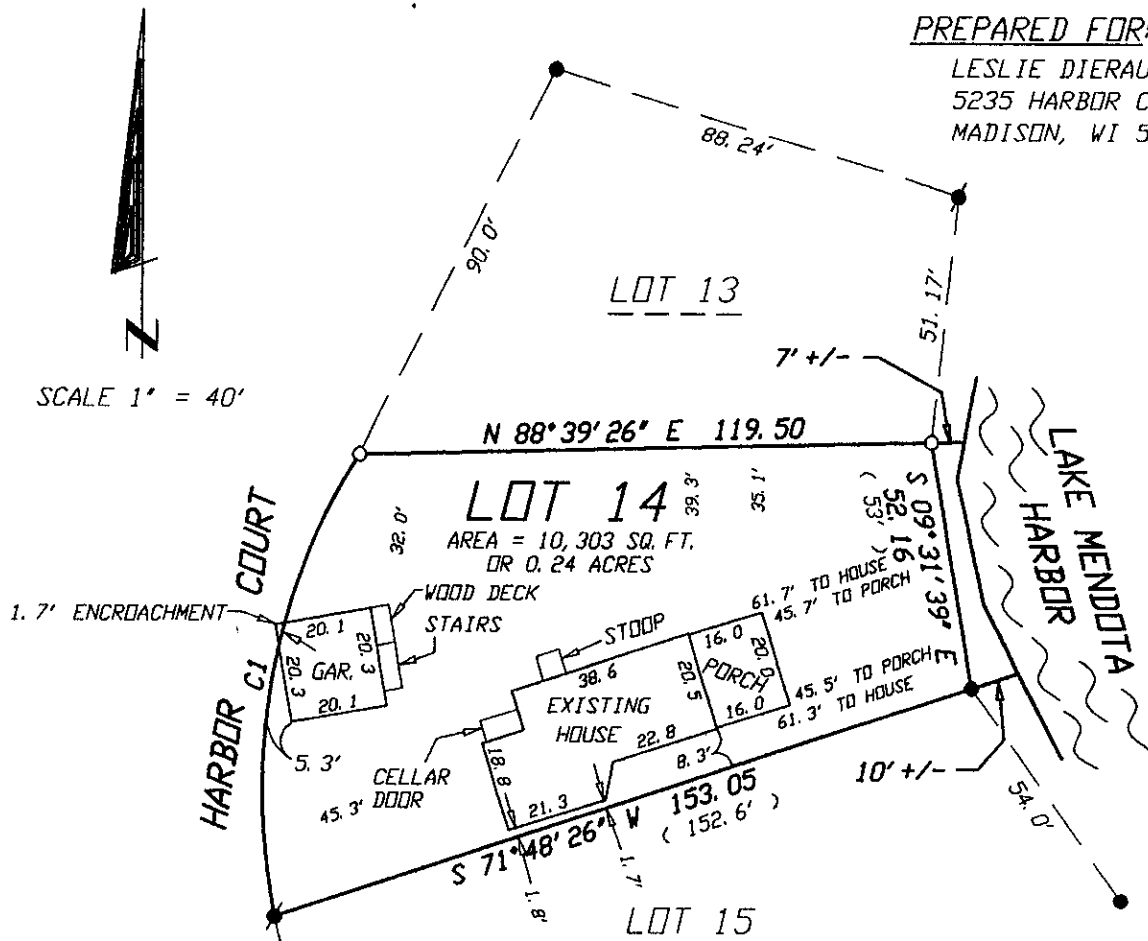 PREPARED FOR:
LESLIE DIERAU
5235 HARBOR C
MADISON, WI 5
88.24'
90.0'
51.17'
LOT 13
7' +/-
N
SCALE 1" = 40'
N 88°39'26" E 119.50
LOT 14
AREA = 10,303 SQ. FT.
OR 0.24 ACRES
32.0'
39.3'
35.1'
S 09°31'39" E
52.16
( 53' )
LAKE MENDOTA
HARBOR
HARBOR C1 COURT
1.7' ENCROACHMENT
WOOD DECK
STAIRS
20.1
20.3
GAR.
20.3
20.1
5.3'
STOOP
38.6
16.0
20.5
PORCH
20.0
16.0
61.7' TO HOUSE
45.7' TO PORCH
45.5' TO PORCH
61.3' TO HOUSE
EXISTING
HOUSE
22.8
8.3'
CELLAR
DOOR
45.3'
18.8
21.3
10' +/-
54.0'
S 71°48'26" W 153.05
( 152.6' )
1.8'
1.7'
LOT 15